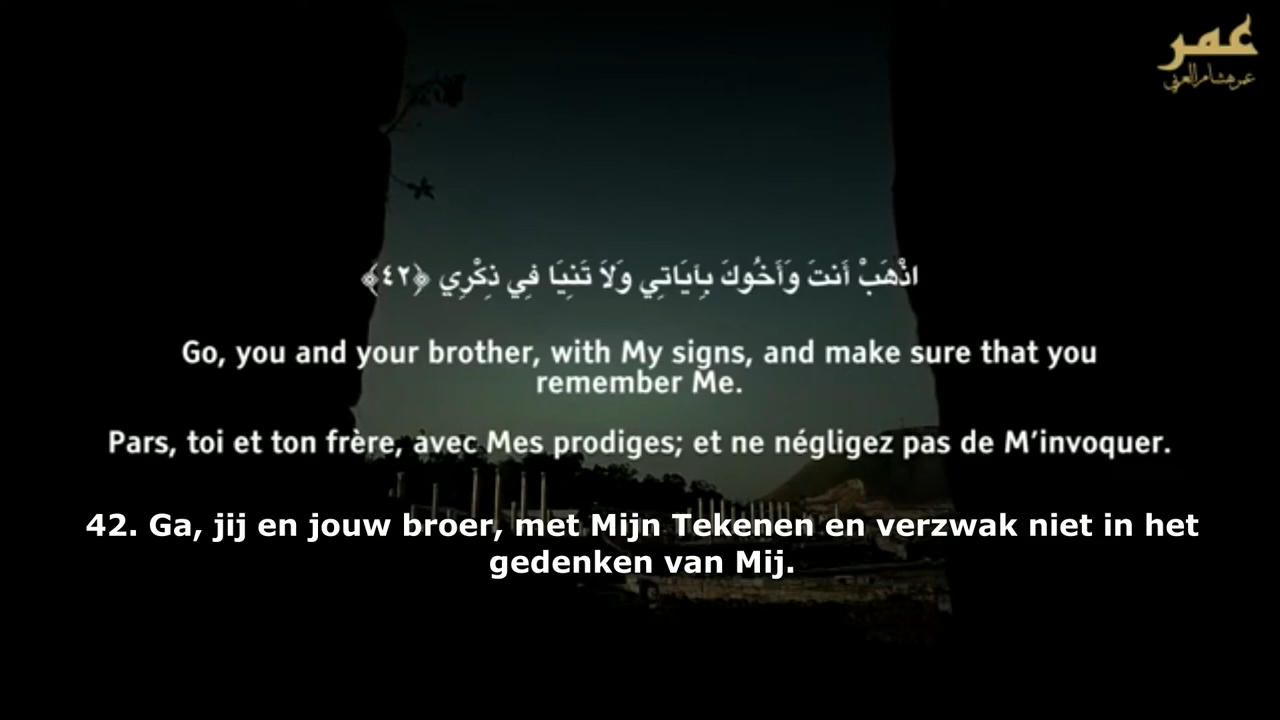 عمر
عمر هشام العربي
اذْهَبْ أَنتَ وَأَخُوكَ بِآيَاتِي وَلَا تَنِيَا فِي ذِكْرِي ﴿٤٢﴾
Go, you and your brother, with My signs, and make sure that you
remember Me.
Pars, toi et ton frère, avec Mes prodiges; et ne négligez pas de M’invoquer.
42. Ga, jij en jouw broer, met Mijn Tekenen en verzwak niet in het
gedenken van Mij.